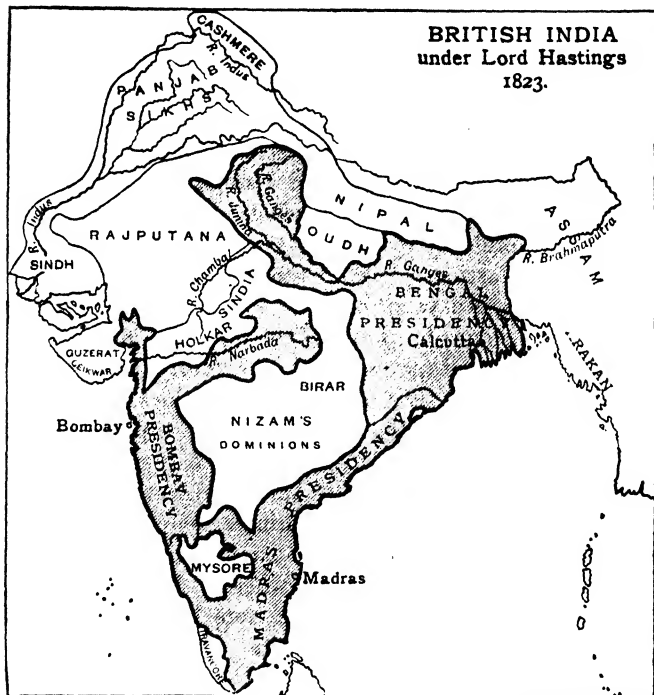 BRITISH INDIA
under Lord Hastings
1823.
CASHMERE
R. Indus
PANJAB
SIKHS
R. Indus
SINDH
RAJPUTANA
R. Jumna
R. Ganges
NIPAL
OUDH
ASSAM
R. Brahmaputra
R. Chambal
SINDIA
HOLKAR
R. Ganges
BENGAL
PRESIDENCY
Calcutta
GUZERAT
GEIKWAR
R. Narbada
BIRAR
Bombay
BOMBAY
PRESIDENCY
NIZAM'S
DOMINIONS
MYSORE
MADRAS PRESIDENCY
Madras